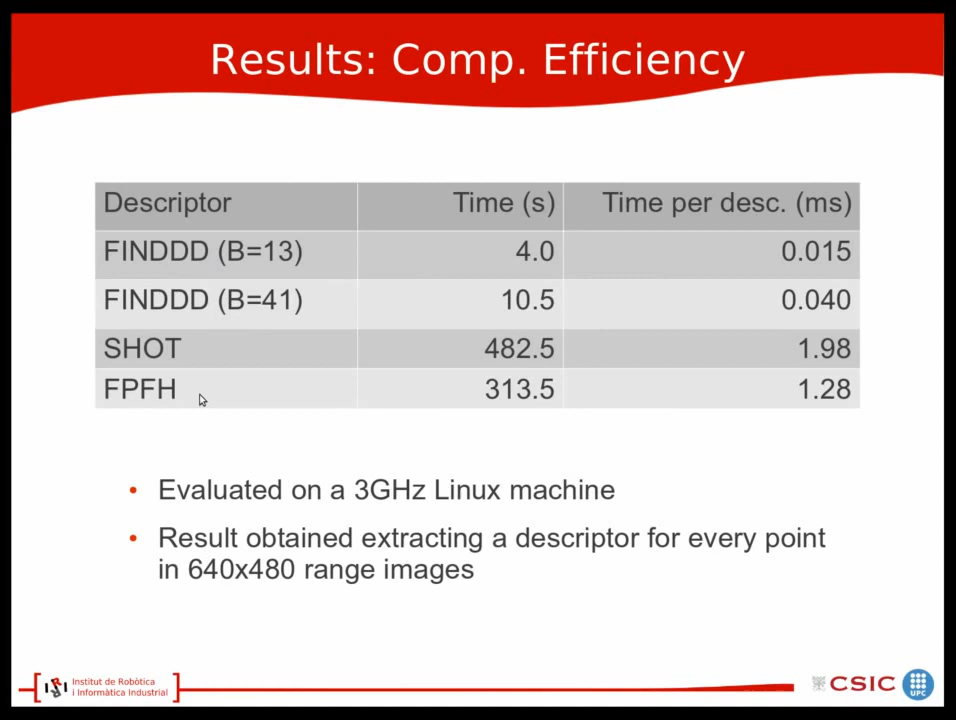 Results: Comp. Efficiency
Descriptor Time (s) Time per desc. (ms)
FINDDD (B=13) 4.0 0.015
FINDDD (B=41) 10.5 0.040
SHOT 482.5 1.98
FPFH 313.5 1.28
• Evaluated on a 3GHz Linux machine
• Result obtained extracting a descriptor for every point
in 640x480 range images
IRI Institut de Robòtica
i Informàtica Industrial
CSIC
UPC